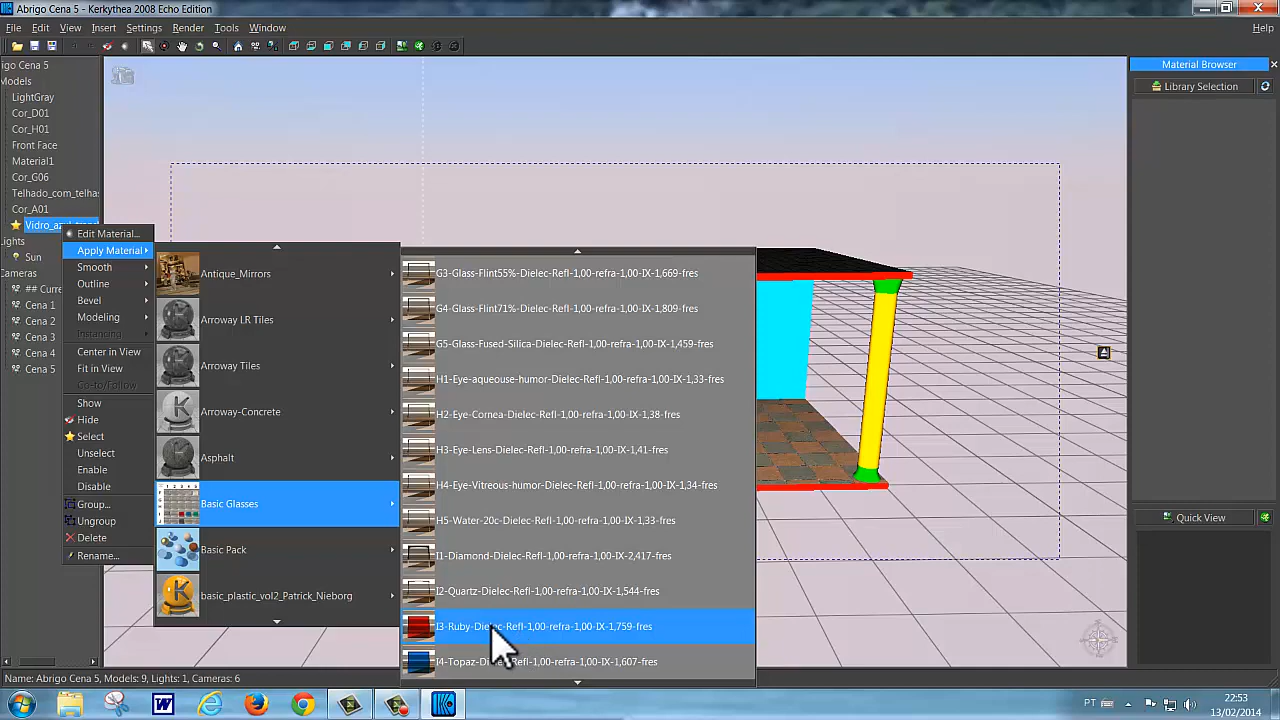 Abrigo Cena 5 - Kerkythea 2008 Echo Edition
File Edit View Insert Settings Render Tools Window Help
Material Browser
Library Selection
igo Cena 5
Models
LightGray
Cor_D01
Cor_H01
Front Face
Material1
Cor_G06
Telhado_com_telhas
Cor_A01
Vidro_azul_transl
Lights
Sun
Cameras
## Curre
Cena 1
Cena 2
Cena 3
Cena 4
Cena 5
Edit Material...
Apply Material
Smooth
Outline
Bevel
Modeling
Instancing
Center in View
Fit in View
Go-to/Follow
Show
Hide
Select
Unselect
Enable
Disable
Group...
Ungroup
Delete
Rename...
Antique_Mirrors
Arroway LR Tiles
Arroway Tiles
Arroway-Concrete
Asphalt
Basic Glasses
Basic Pack
basic_plastic_vol2_Patrick_Nieborg
G3-Glass-Flint55%-Dielec-Refl-1,00-refra-1,00-IX-1,669-fres
G4-Glass-Flint71%-Dielec-Refl-1,00-refra-1,00-IX-1,809-fres
G5-Glass-Fused-Silica-Dielec-Refl-1,00-refra-1,00-IX-1,459-fres
H1-Eye-aqueouse-humor-Dielec-Refl-1,00-refra-1,00-IX-1,33-fres
H2-Eye-Cornea-Dielec-Refl-1,00-refra-1,00-IX-1,38-fres
H3-Eye-Lens-Dielec-Refl-1,00-refra-1,00-IX-1,41-fres
H4-Eye-Vitreous-humor-Dielec-Refl-1,00-refra-1,00-IX-1,34-fres
H5-Water-20c-Dielec-Refl-1,00-refra-1,00-IX-1,33-fres
I1-Diamond-Dielec-Refl-1,00-refra-1,00-IX-2,417-fres
I2-Quartz-Dielec-Refl-1,00-refra-1,00-IX-1,544-fres
I3-Ruby-Dielec-Refl-1,00-refra-1,00-IX-1,759-fres
I4-Topaz-Di Refl-1,00-refra-1,00-IX-1,607-fres
Quick View
Name: Abrigo Cena 5, Models: 9, Lights: 1, Cameras: 6
PT
22:53
13/02/2014